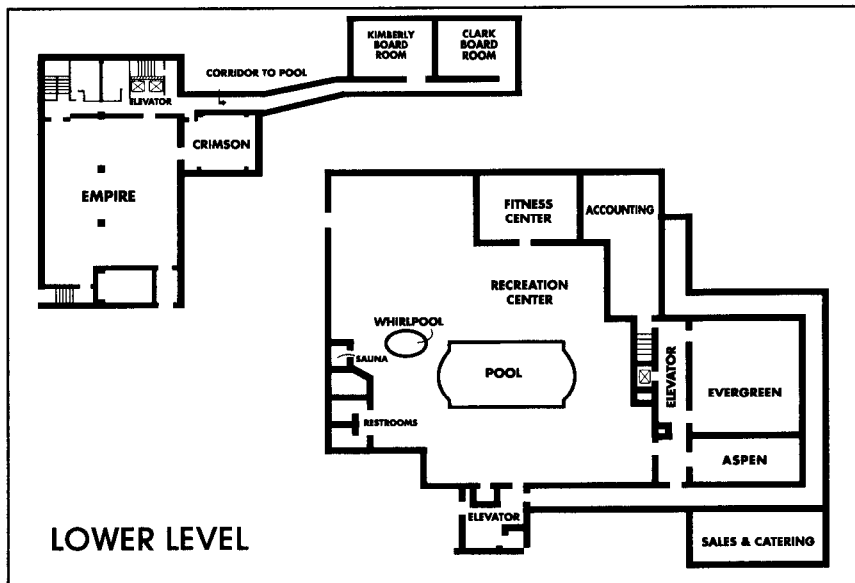 KIMBERLY
BOARD
ROOM
CLARK
BOARD
ROOM
CORRIDOR TO POOL
ELEVATOR
CRIMSON
EMPIRE
FITNESS
CENTER
ACCOUNTING
RECREATION
CENTER
WHIRLPOOL
SAUNA
POOL
ELEVATOR
EVERGREEN
RESTROOMS
ASPEN
ELEVATOR
SALES & CATERING
LOWER LEVEL